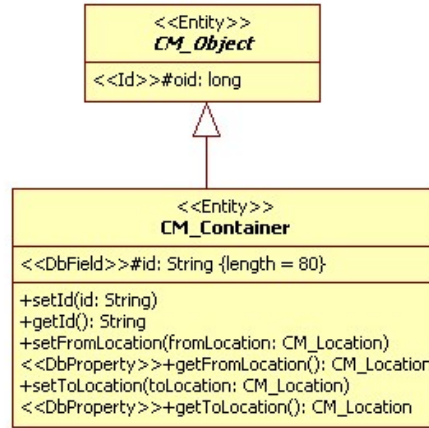 <<Entity>>
CM_Object
<<Id>>#oid: long
<<Entity>>
CM_Container
<<DbField>>#id: String {length = 80}
+setId(id: String)
+getId(): String
+setFromLocation(fromLocation: CM_Location)
<<DbProperty>>+getFromLocation(): CM_Location
+setToLocation(toLocation: CM_Location)
<<DbProperty>>+getToLocation(): CM_Location